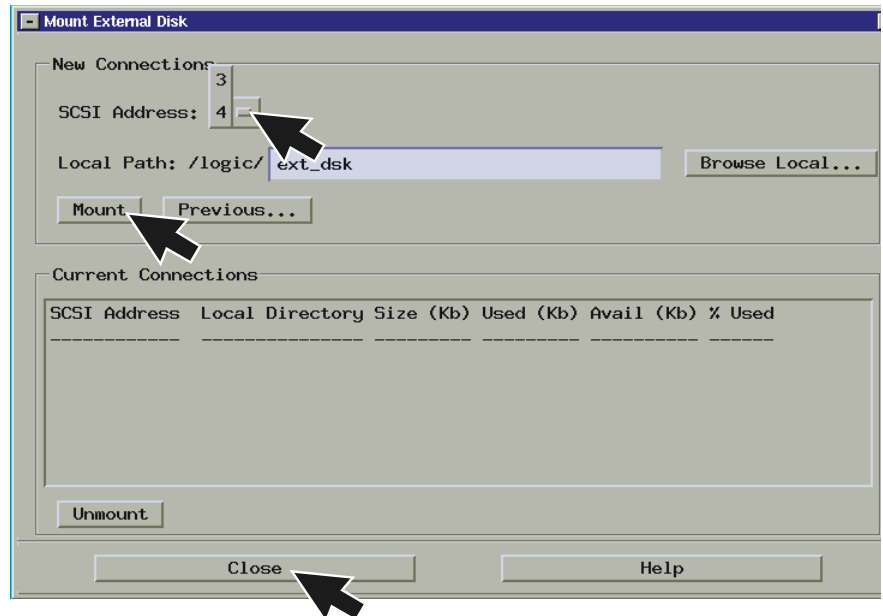 Mount External Disk
New Connections
3
SCSI Address: 4
Local Path: /logic/ ext_dsk Browse Local...
Mount Previous...
Current Connections
SCSI Address Local Directory Size (Kb) Used (Kb) Avail (Kb) % Used
------------ --------------- --------- --------- ---------- ------
Unmount
Close Help